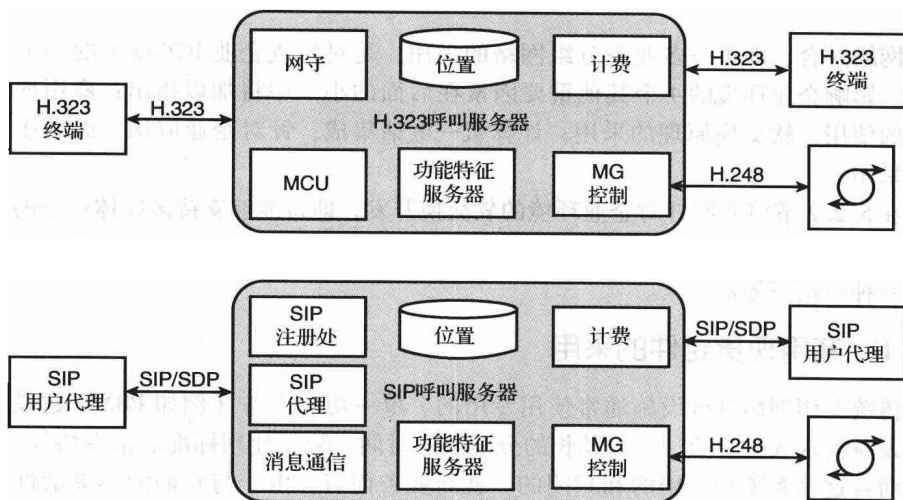 网守
位置
计费
H.323
H.323
终端
H.323
终端
H.323
H.323呼叫服务器
MCU
功能特征
服务器
MG
控制
H.248
SIP
注册处
位置
计费
SIP/SDP
SIP
用户代理
SIP
用户代理
SIP/SDP
SIP
代理
SIP呼叫服务器
消息通信
功能特征
服务器
MG
控制
H.248